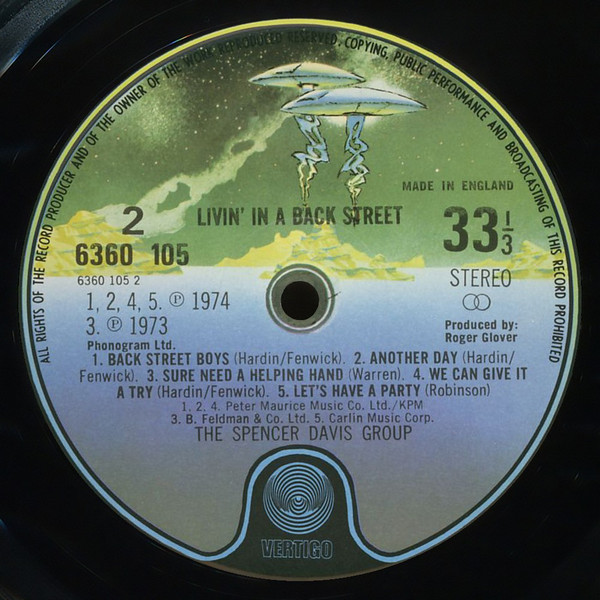 ALL RIGHTS OF THE RECORD PRODUCER AND OF THE OWNER OF THE WORK REPRODUCED RESERVED, COPYING, PUBLIC PERFORMANCE AND BROADCASTING OF THIS RECORD PROHIBITED
MADE IN ENGLAND
2 LIVIN' IN A BACK STREET 33⅓
6360 105
6360 105 2 STEREO
1, 2, 4, 5. ℗ 1974
3. ℗ 1973 Produced by:
Phonogram Ltd. Roger Glover
1. BACK STREET BOYS (Hardin/Fenwick). 2. ANOTHER DAY (Hardin/
Fenwick). 3. SURE NEED A HELPING HAND (Warren). 4. WE CAN GIVE IT
A TRY (Hardin/Fenwick). 5. LET'S HAVE A PARTY (Robinson)
1. 2. 4. Peter Maurice Music Co. Ltd./KPM
3. B. Feldman & Co. Ltd. 5. Carlin Music Corp.
THE SPENCER DAVIS GROUP
VERTIGO